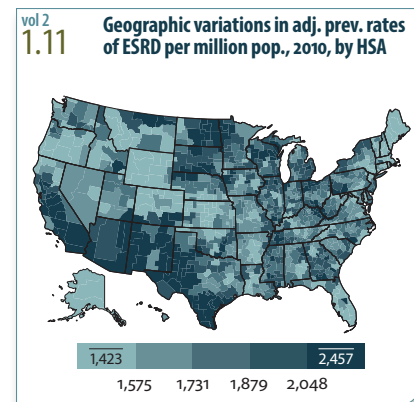 vol 2
1.11
Geographic variations in adj. prev. rates
of ESRD per million pop., 2010, by HSA
1,423 2,457
1,575 1,731 1,879 2,048